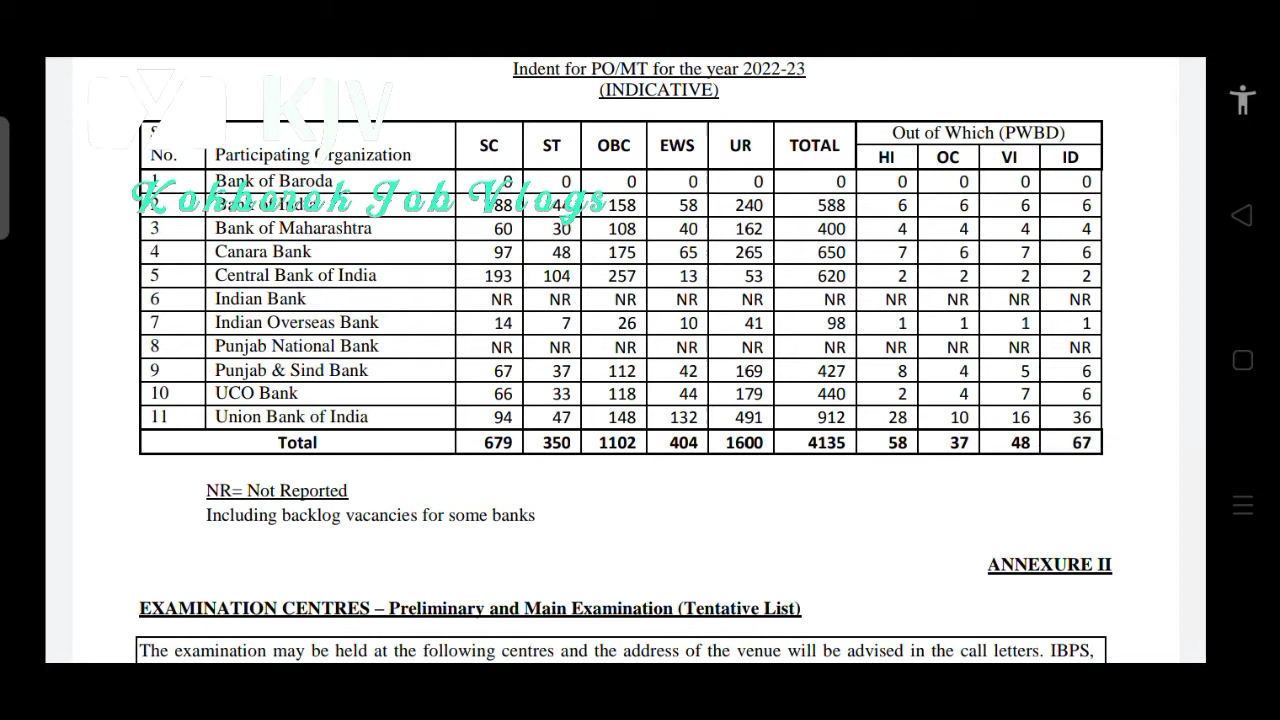 Indent for PO/MT for the year 2022-23
(INDICATIVE)
KJV
S
No. Participating Organization SC ST OBC EWS UR TOTAL Out of Which (PWBD)
HI OC VI ID
1 Bank of Baroda 0 0 0 0 0 0 0 0 0 0
Kokborok Job Vlogs
2 Bank of India 88 44 158 58 240 588 6 6 6 6
3 Bank of Maharashtra 60 30 108 40 162 400 4 4 4 4
4 Canara Bank 97 48 175 65 265 650 7 6 7 6
5 Central Bank of India 193 104 257 13 53 620 2 2 2 2
6 Indian Bank NR NR NR NR NR NR NR NR NR NR
7 Indian Overseas Bank 14 7 26 10 41 98 1 1 1 1
8 Punjab National Bank NR NR NR NR NR NR NR NR NR NR
9 Punjab & Sind Bank 67 37 112 42 169 427 8 4 5 6
10 UCO Bank 66 33 118 44 179 440 2 4 7 6
11 Union Bank of India 94 47 148 132 491 912 28 10 16 36
Total 679 350 1102 404 1600 4135 58 37 48 67
NR= Not Reported
Including backlog vacancies for some banks
ANNEXURE II
EXAMINATION CENTRES – Preliminary and Main Examination (Tentative List)
The examination may be held at the following centres and the address of the venue will be advised in the call letters. IBPS,